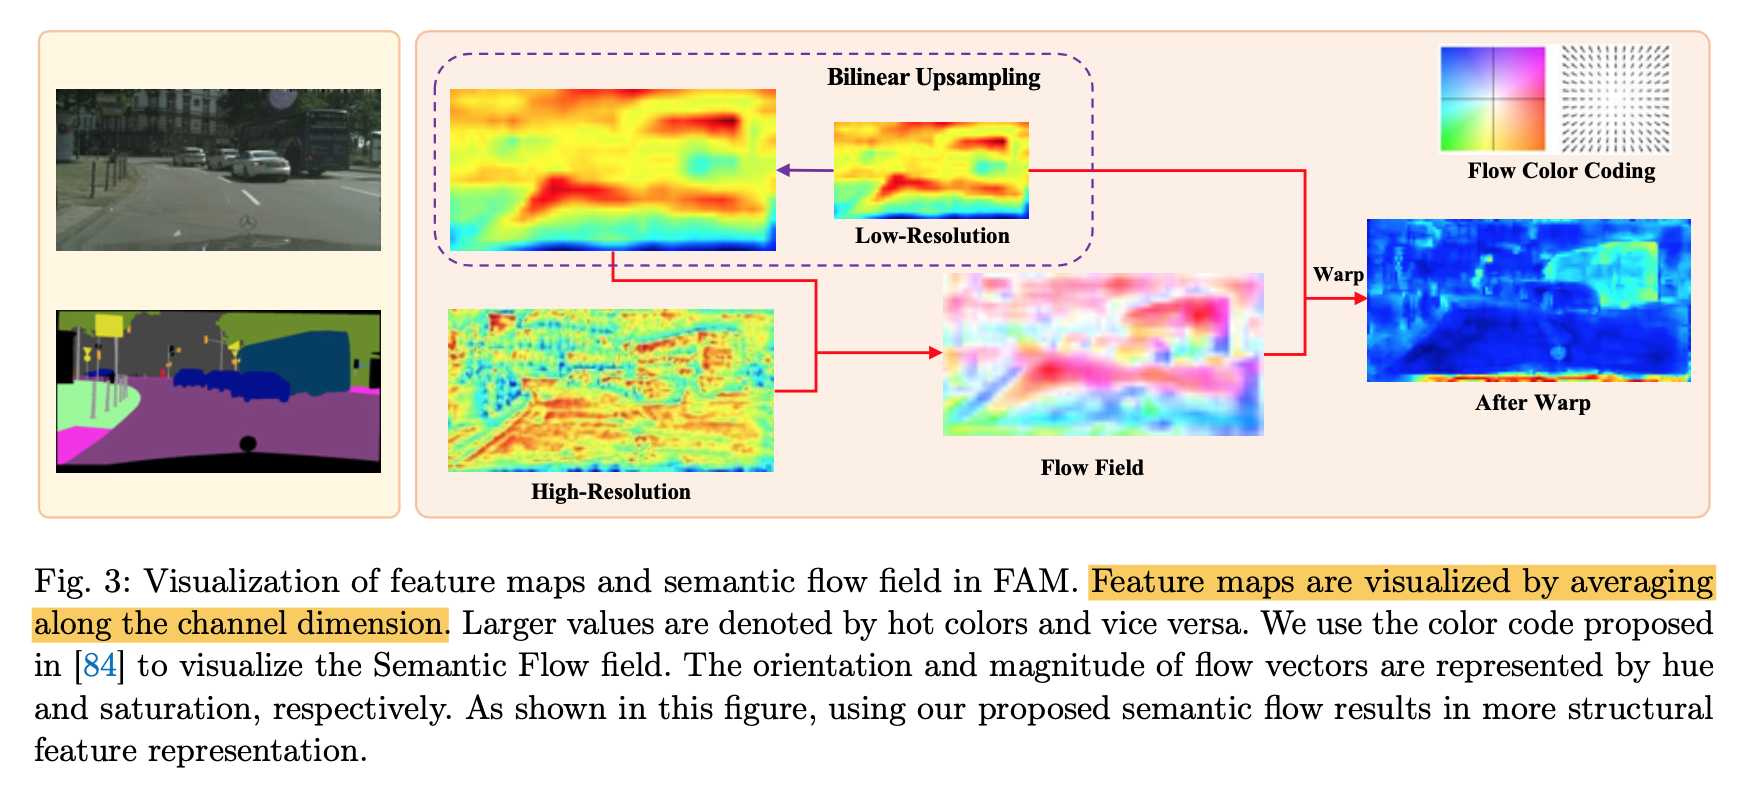 Bilinear Upsampling
Low-Resolution
High-Resolution
Flow Field
Flow Color Coding
Warp
After Warp
Fig. 3: Visualization of feature maps and semantic flow field in FAM. Feature maps are visualized by averaging
along the channel dimension. Larger values are denoted by hot colors and vice versa. We use the color code proposed
in [84] to visualize the Semantic Flow field. The orientation and magnitude of flow vectors are represented by hue
and saturation, respectively. As shown in this figure, using our proposed semantic flow results in more structural
feature representation.